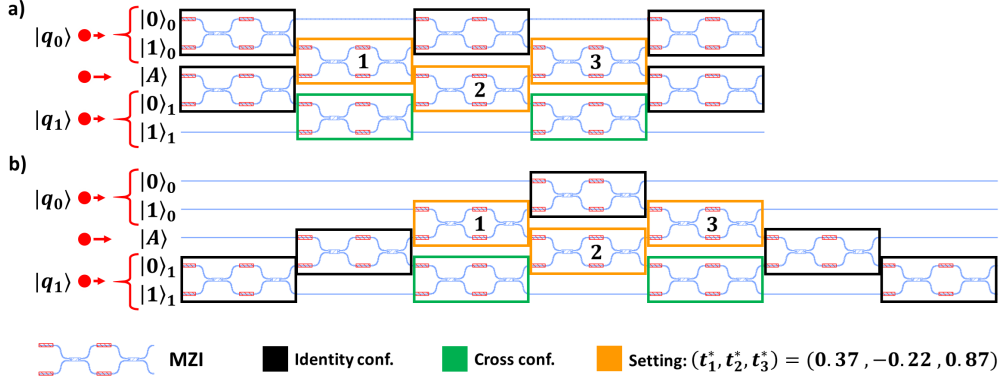 a)
|q₀⟩
|0⟩₀
|1⟩₀
|A⟩
|q₁⟩
|0⟩₁
|1⟩₁
1
2
3
b)
|q₀⟩
|0⟩₀
|1⟩₀
|A⟩
|q₁⟩
|0⟩₁
|1⟩₁
1
2
3
MZI
Identity conf.
Cross conf.
Setting: (t₁*, t₂*, t₃*) = (0.37, −0.22, 0.87)